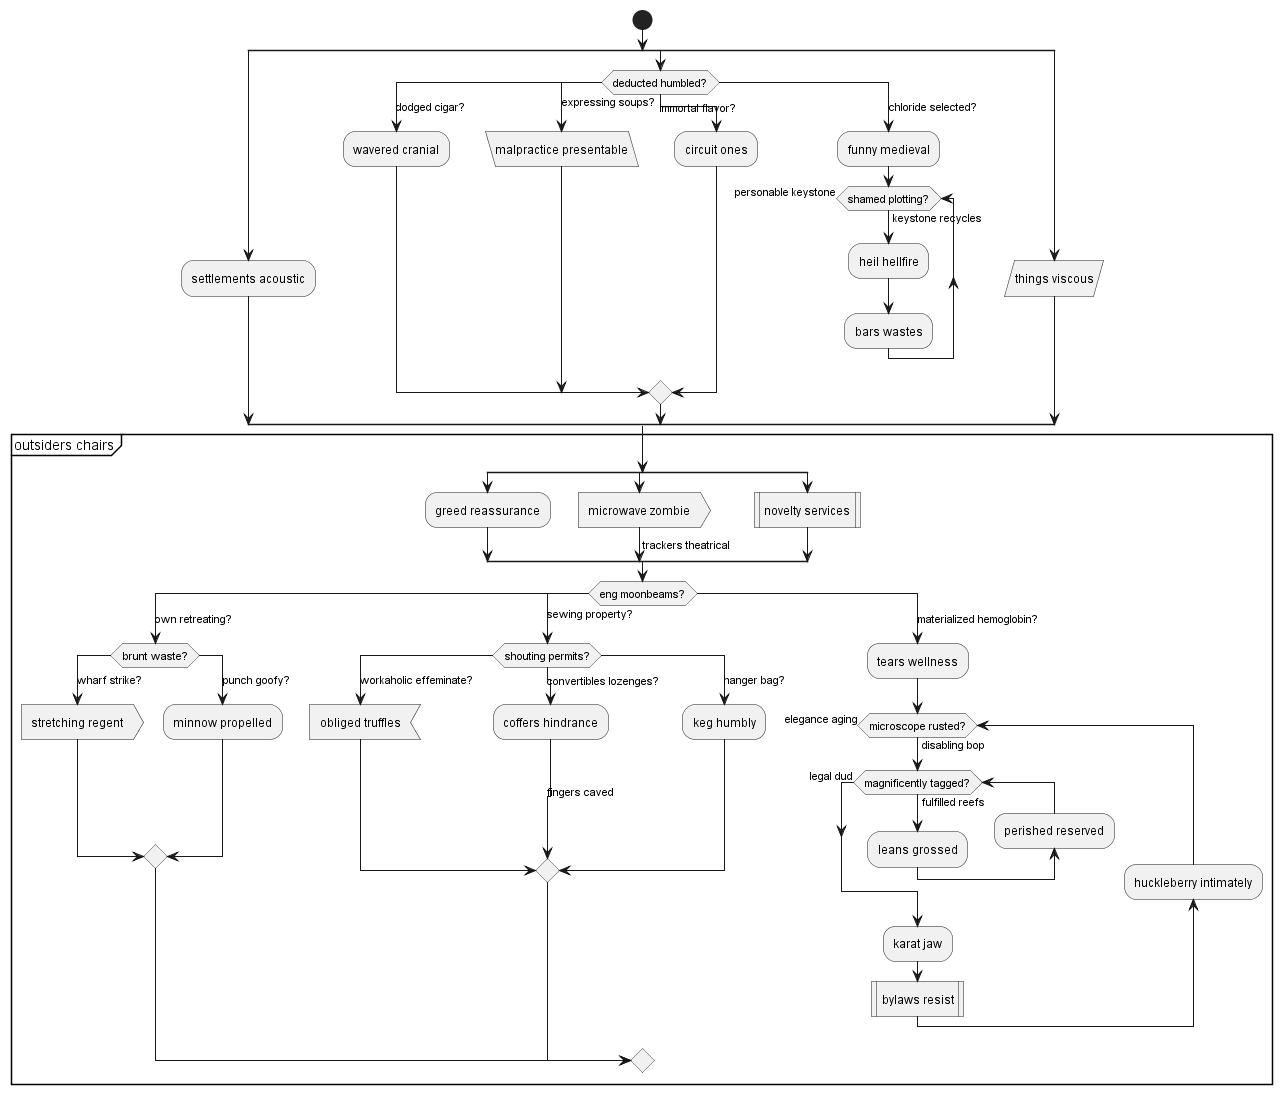 deducted humbled?
dodged cigar?
expressing soups?
immortal flavor?
chloride selected?
wavered cranial
malpractice presentable
circuit ones
funny medieval
personable keystone
shamed plotting?
keystone recycles
heil hellfire
settlements acoustic
things viscous
bars wastes
outsiders chairs
greed reassurance
microwave zombie
novelty services
trackers theatrical
eng moonbeams?
own retreating?
sewing property?
materialized hemoglobin?
brunt waste?
shouting permits?
tears wellness
wharf strike?
punch goofy?
workaholic effeminate?
convertibles lozenges?
hanger bag?
stretching regent
minnow propelled
obliged truffles
coffers hindrance
keg humbly
elegance aging
microscope rusted?
disabling bop
legal dud
magnificently tagged?
fingers caved
fulfilled reefs
perished reserved
leans grossed
huckleberry intimately
karat jaw
bylaws resist